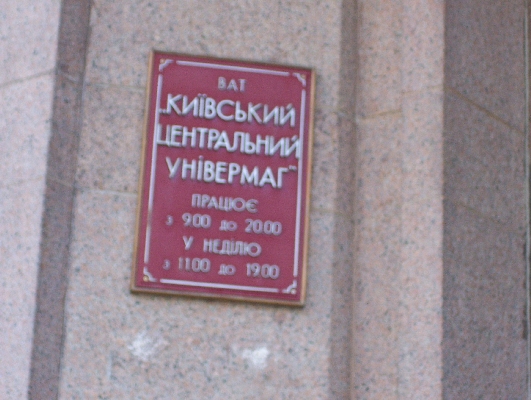 ВАТ
„КИЇВСЬКИЙ
ЦЕНТРАЛЬНИЙ
УНІВЕРМАГ“
ПРАЦЮЄ
з 9.00 до 20.00
У НЕДІЛЮ
з 11.00 до 19.00